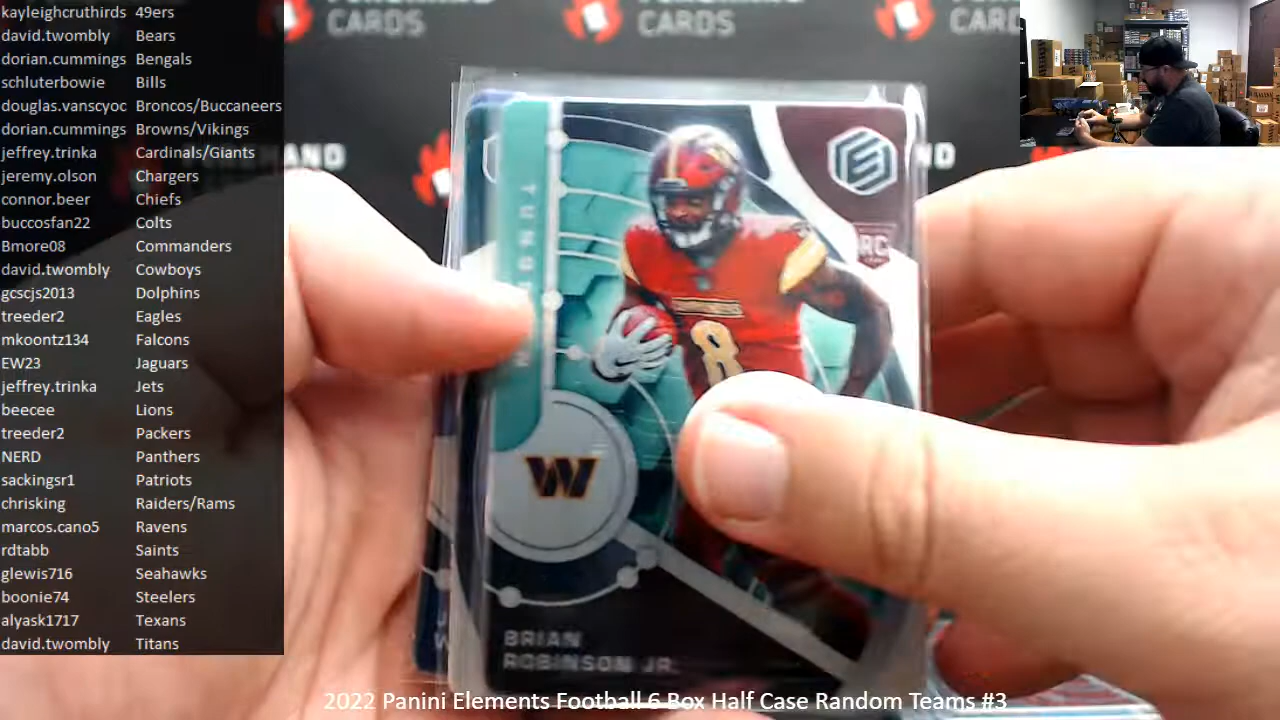 kayleighcruthirds 49ers
david.twombly Bears
dorian.cummings Bengals
schluterbowie Bills
douglas.vanscyoc Broncos/Buccaneers
dorian.cummings Browns/Vikings
jeffrey.trinka Cardinals/Giants
jeremy.olson Chargers
connor.beer Chiefs
buccosfan22 Colts
Bmore08 Commanders
david.twombly Cowboys
gcscjs2013 Dolphins
treeder2 Eagles
mkoontz134 Falcons
EW23 Jaguars
jeffrey.trinka Jets
beecee Lions
treeder2 Packers
NERD Panthers
sackingsr1 Patriots
chrisking Raiders/Rams
marcos.cano5 Ravens
rdtabb Saints
glewis716 Seahawks
boonie74 Steelers
alyask1717 Texans
david.twombly Titans
CARDS
CARDS
CARD
RC
8
W
BRIAN
ROBINSON JR.
2022 Panini Elements Football 6 Box Half Case Random Teams #3